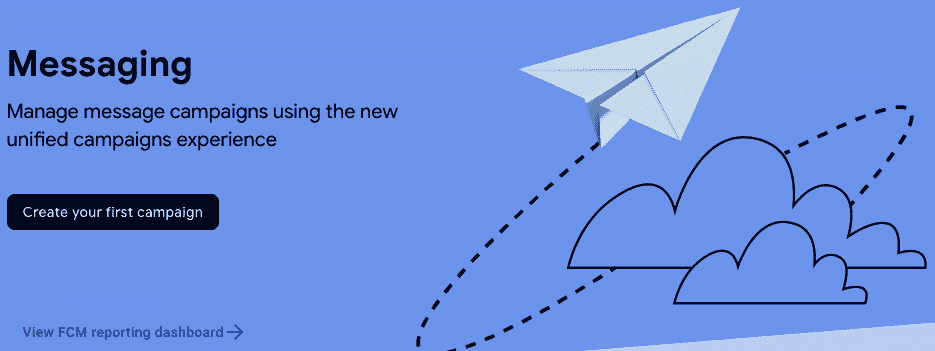 Messaging
Manage message campaigns using the new
unified campaigns experience
Create your first campaign
View FCM reporting dashboard